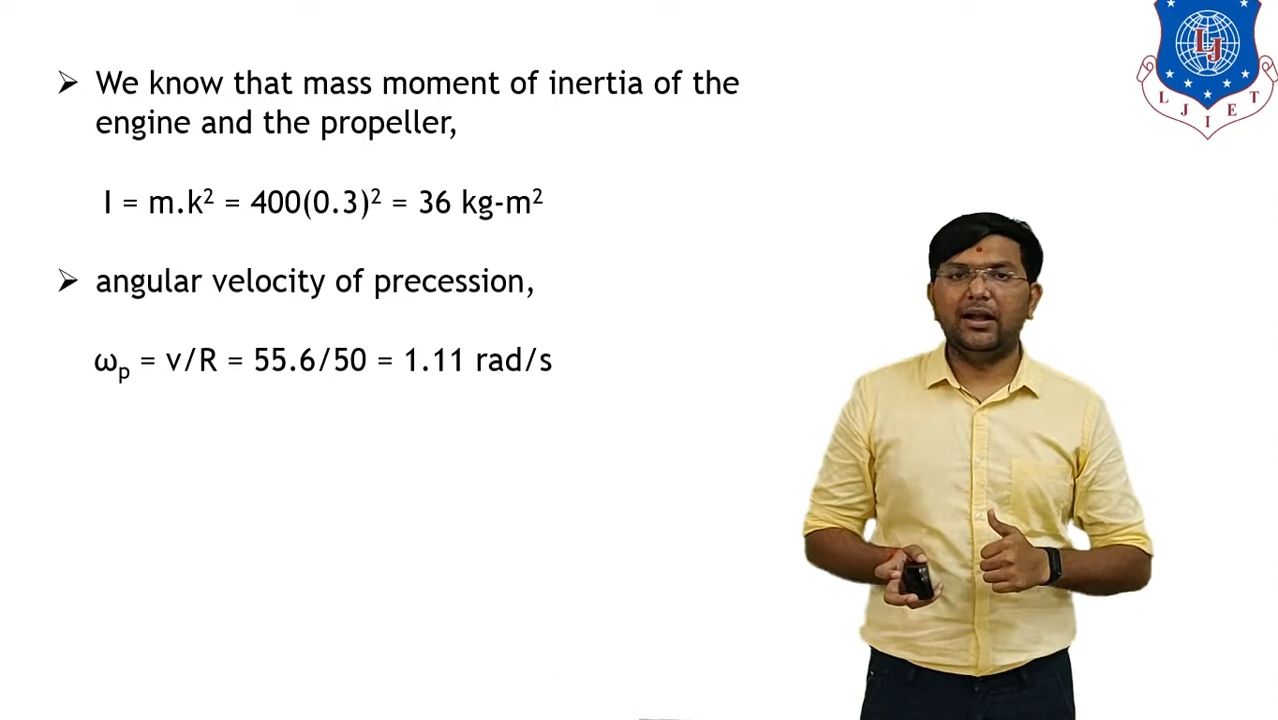 We know that mass moment of inertia of the
engine and the propeller,
I = m.k² = 400(0.3)² = 36 kg-m²
angular velocity of precession,
ωₚ = v/R = 55.6/50 = 1.11 rad/s
LJ
L J I E T